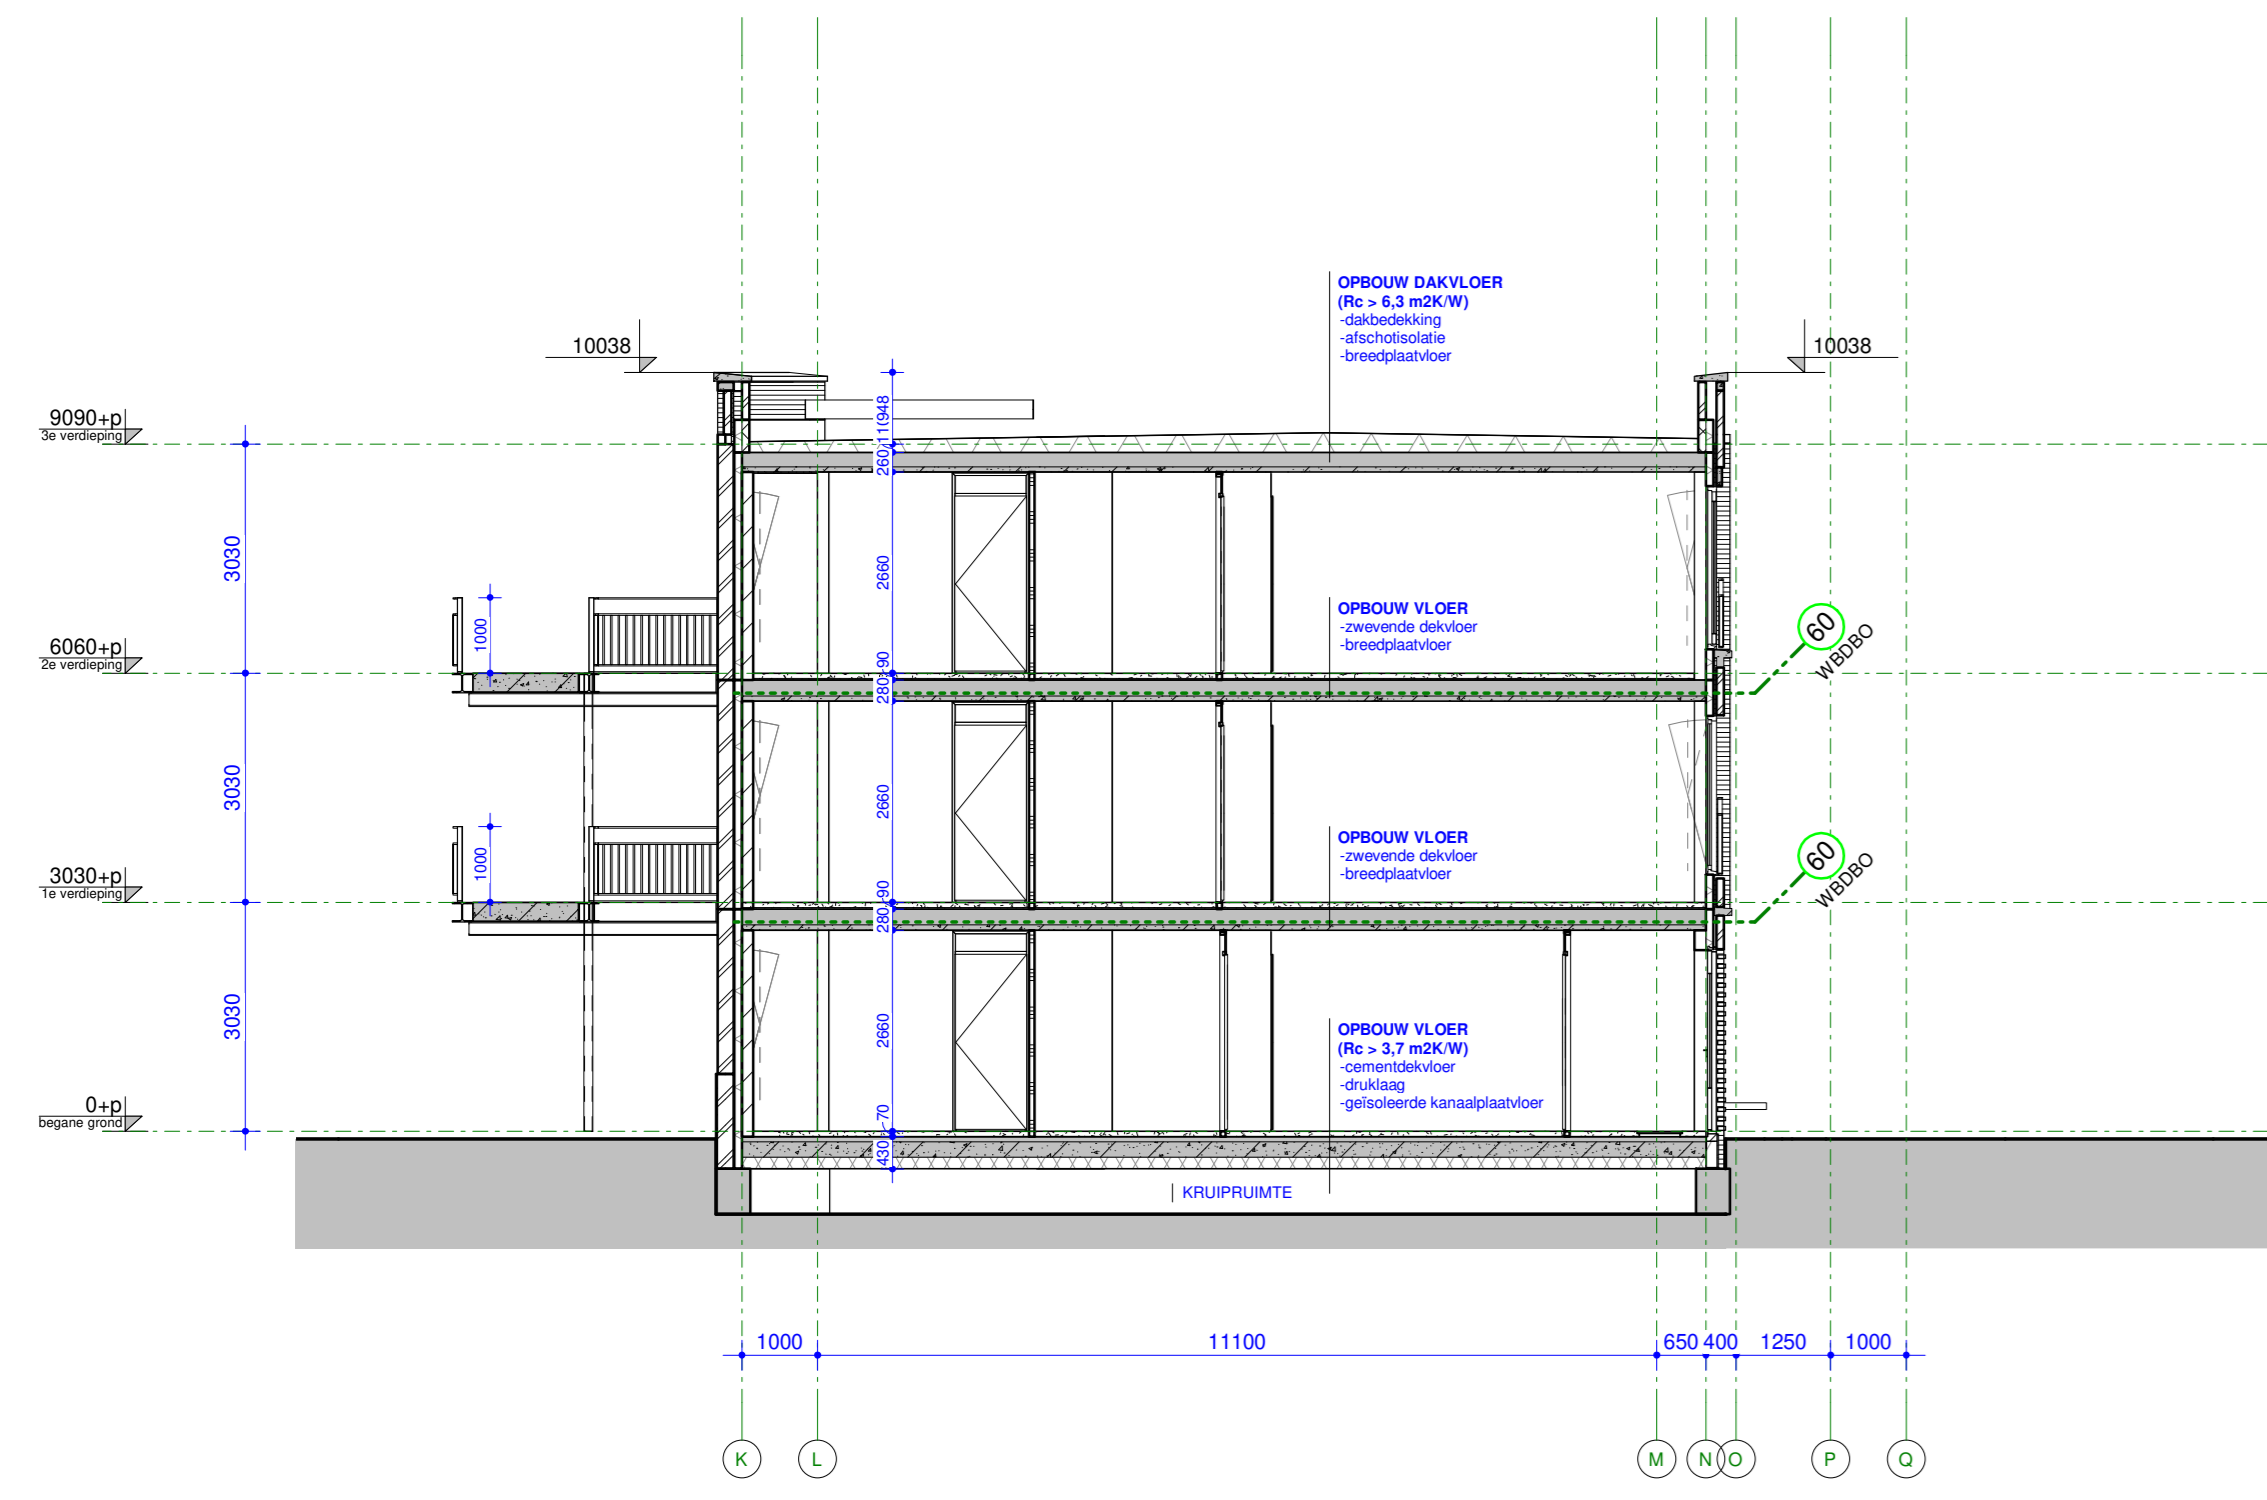 OPBOUW DAKVLOER
(Rc > 6,3 m2K/W)
-dakbedekking
-afschotisolatie
-breedplaatvloer
10038
10038
9090+p
3e verdieping
948
110
260
3030
2660
1000
OPBOUW VLOER
-zwevende dekvloer
-breedplaatvloer
60
WBDBO
6060+p
2e verdieping
90
280
3030
2660
1000
OPBOUW VLOER
-zwevende dekvloer
-breedplaatvloer
60
WBDBO
3030+p
1e verdieping
90
280
3030
2660
OPBOUW VLOER
(Rc > 3,7 m2K/W)
-cementdekvloer
-druklaag
-geïsoleerde kanaalplaatvloer
0+p
begane grond
70
430
KRUIPRUIMTE
1000 11100 650 400 1250 1000
K L M N O P Q